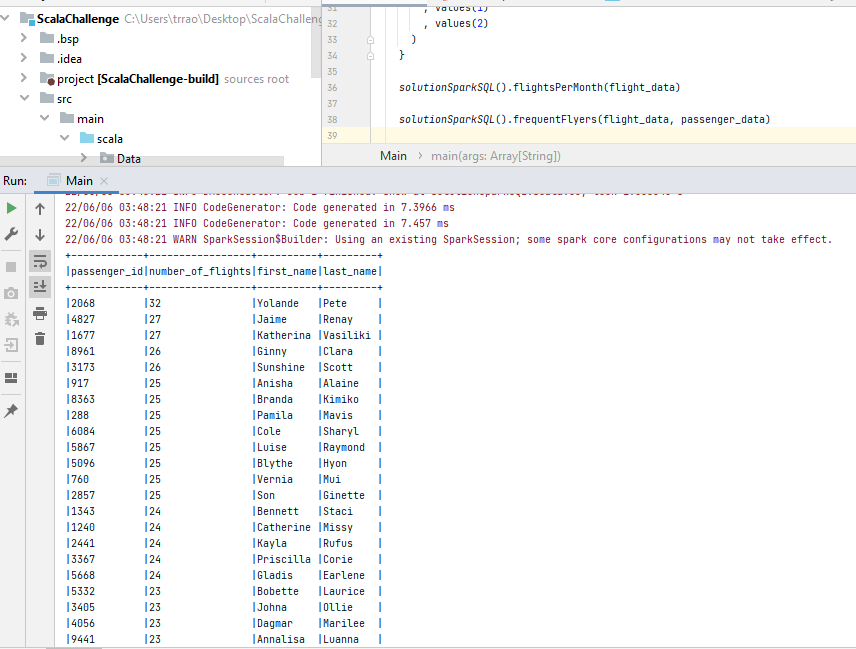 ScalaChallenge C:\Users\trrao\Desktop\ScalaChalleng
.bsp
.idea
project [ScalaChallenge-build] sources root
src
main
scala
Data
31 , values(1)
32 , values(2)
33 )
34 }
35
36 solutionSparkSQL().flightsPerMonth(flight_data)
37
38 solutionSparkSQL().frequentFlyers(flight_data, passenger_data)
39
Main > main(args: Array[String])
Run: Main ×
22/06/06 03:48:21 INFO CodeGenerator: Code generated in 7.3966 ms
22/06/06 03:48:21 INFO CodeGenerator: Code generated in 7.457 ms
22/06/06 03:48:21 WARN SparkSession$Builder: Using an existing SparkSession; some spark core configurations may not take effect.
+------------+-----------------+----------+---------+
|passenger_id|number_of_flights|first_name|last_name|
+------------+-----------------+----------+---------+
|2068 |32 |Yolande |Pete |
|4827 |27 |Jaime |Renay |
|1677 |27 |Katherina |Vasiliki |
|8961 |26 |Ginny |Clara |
|3173 |26 |Sunshine |Scott |
|917 |25 |Anisha |Alaine |
|8363 |25 |Branda |Kimiko |
|288 |25 |Pamila |Mavis |
|6084 |25 |Cole |Sharyl |
|5867 |25 |Luise |Raymond |
|5096 |25 |Blythe |Hyon |
|760 |25 |Vernia |Mui |
|2857 |25 |Son |Ginette |
|1343 |24 |Bennett |Staci |
|1240 |24 |Catherine |Missy |
|2441 |24 |Kayla |Rufus |
|3367 |24 |Priscilla |Corie |
|5668 |24 |Gladis |Earlene |
|5332 |23 |Bobette |Laurice |
|3405 |23 |Johna |Ollie |
|4056 |23 |Dagmar |Marilee |
|9441 |23 |Annalisa |Luanna |